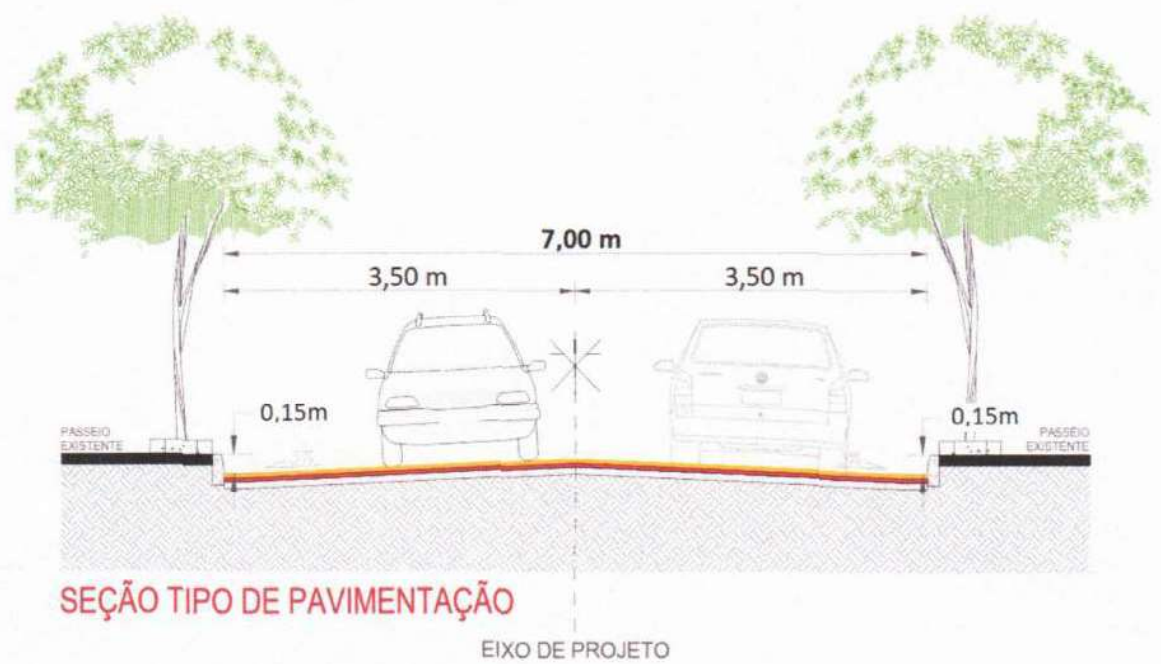 7,00 m
3,50 m
3,50 m
0,15m
0,15m
PASSEIO
EXISTENTE
PASSEIO
EXISTENTE
SEÇÃO TIPO DE PAVIMENTAÇÃO
EIXO DE PROJETO